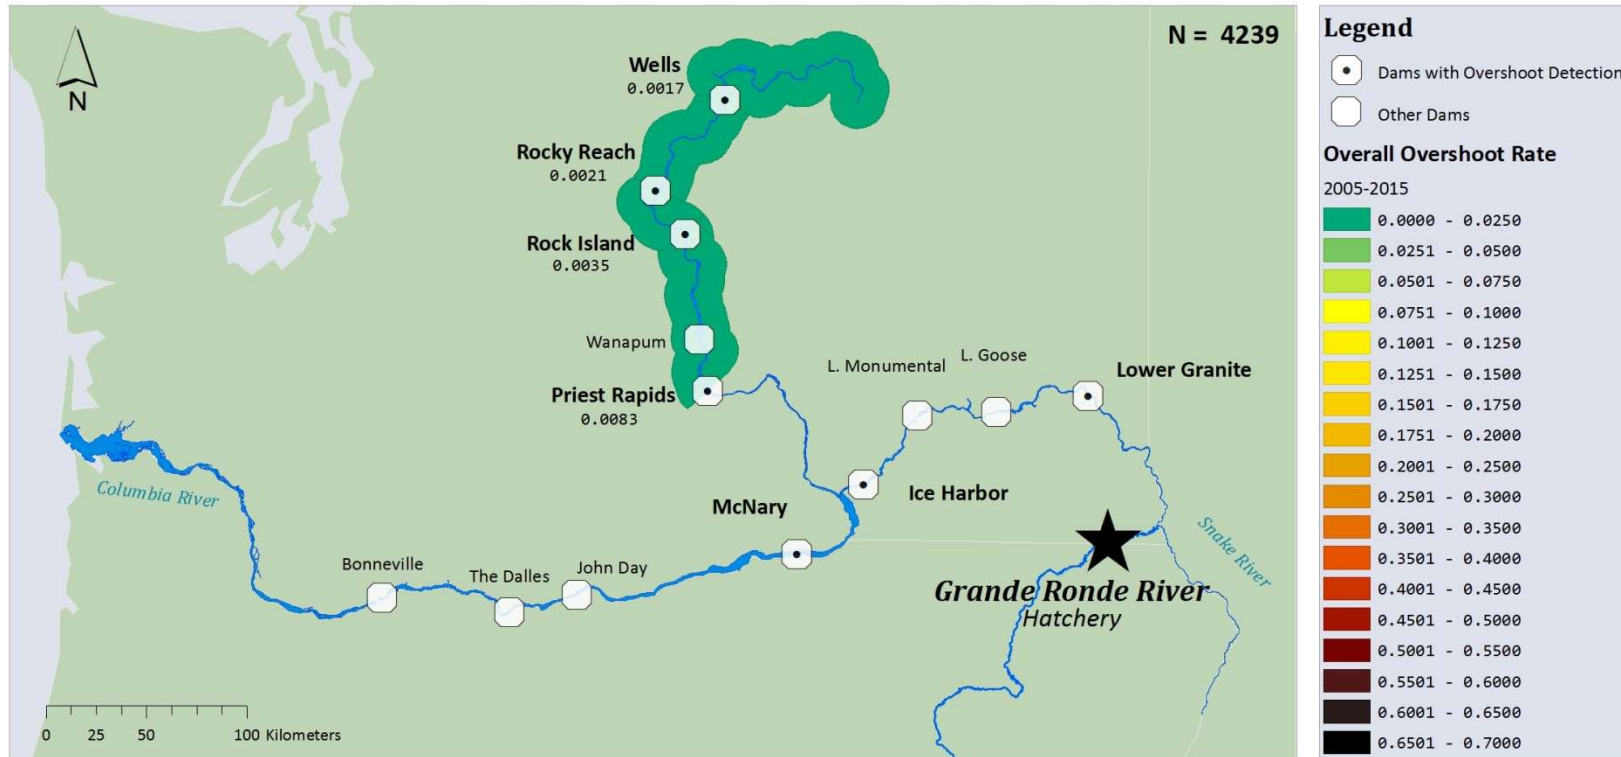 N = 4239
N
Wells
0.0017
Rocky Reach
0.0021
Rock Island
0.0035
Wanapum
Priest Rapids
0.0083
L. Monumental
L. Goose
Lower Granite
Ice Harbor
McNary
Columbia River
Bonneville
The Dalles
John Day
Snake River
Grande Ronde River
Hatchery
0 25 50 100 Kilometers
Legend
Dams with Overshoot Detection
Other Dams
Overall Overshoot Rate
2005-2015
0.0000 - 0.0250
0.0251 - 0.0500
0.0501 - 0.0750
0.0751 - 0.1000
0.1001 - 0.1250
0.1251 - 0.1500
0.1501 - 0.1750
0.1751 - 0.2000
0.2001 - 0.2500
0.2501 - 0.3000
0.3001 - 0.3500
0.3501 - 0.4000
0.4001 - 0.4500
0.4501 - 0.5000
0.5001 - 0.5500
0.5501 - 0.6000
0.6001 - 0.6500
0.6501 - 0.7000